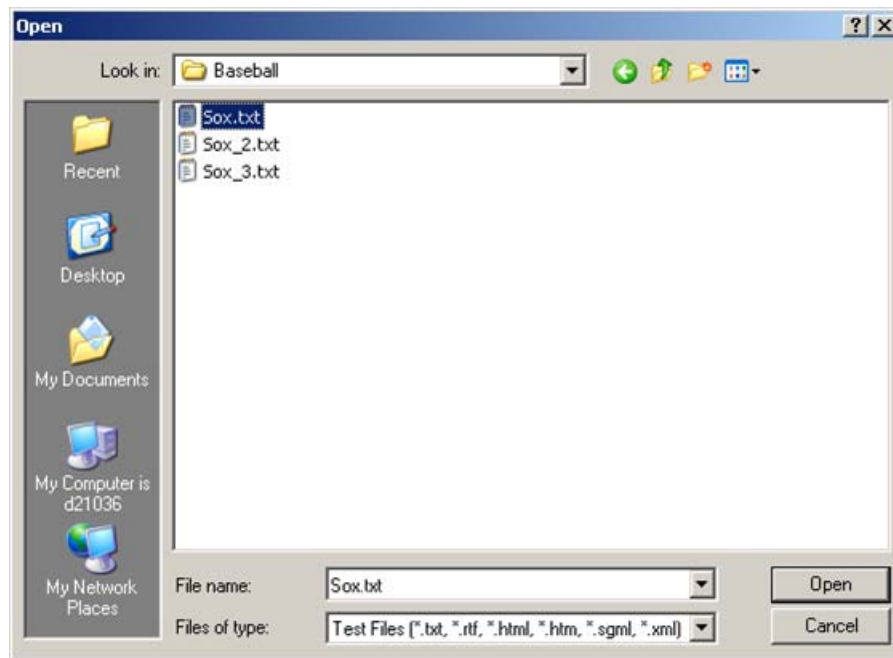 Open
Look in:
Baseball
Sox.txt
Sox_2.txt
Sox_3.txt
Recent
Desktop
My Documents
My Computer is
d21036
My Network
Places
File name:
Sox.txt
Open
Files of type:
Test Files (*.txt, *.rtf, *.html, *.htm, *.sgml, *.xml)
Cancel